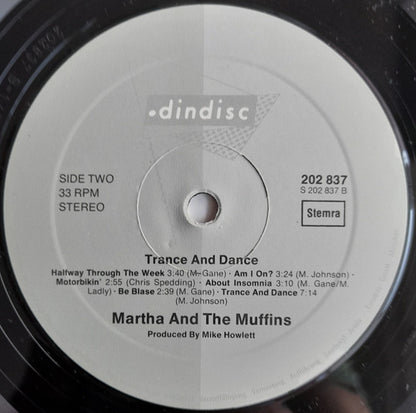 dindisc
SIDE TWO
33 RPM
STEREO
202 837
S 202 837 B
Stemra
Trance And Dance
Halfway Through The Week 3:40 (M. Gane) · Am I On? 3:24 (M. Johnson) ·
Motorbikin' 2:55 (Chris Spedding) · About Insomnia 3:10 (M. Gane/M.
Ladly) · Be Blase 2:39 (M. Gane) · Trance And Dance 7:14
(M. Johnson)
Martha And The Muffins
Produced By Mike Howlett